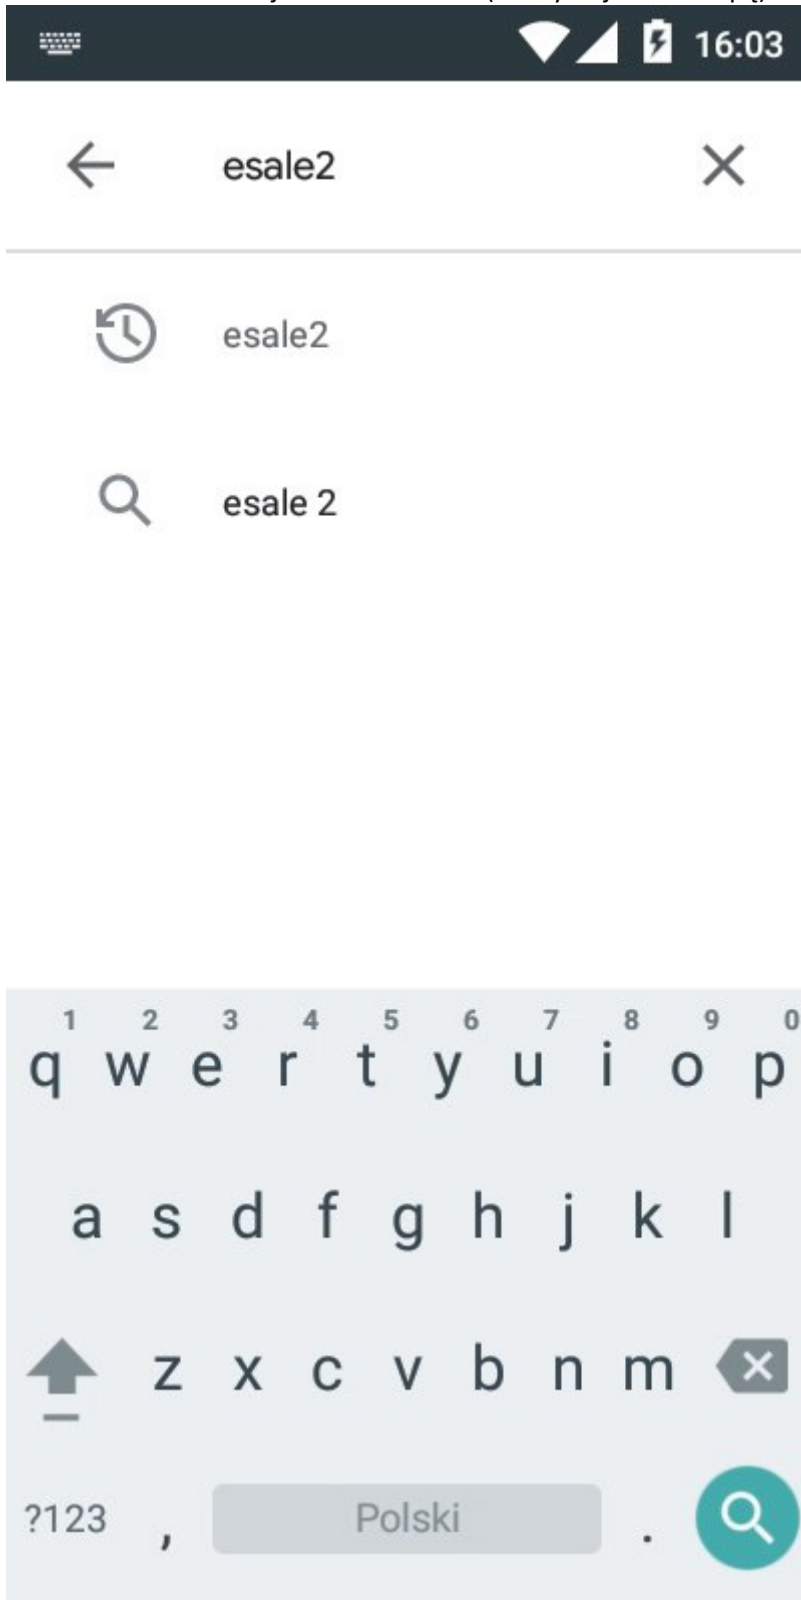 16:03
esale2
esale2
esale 2
1 2 3 4 5 6 7 8 9 0
q w e r t y u i o p
a s d f g h j k l
z x c v b n m
?123 , Polski .